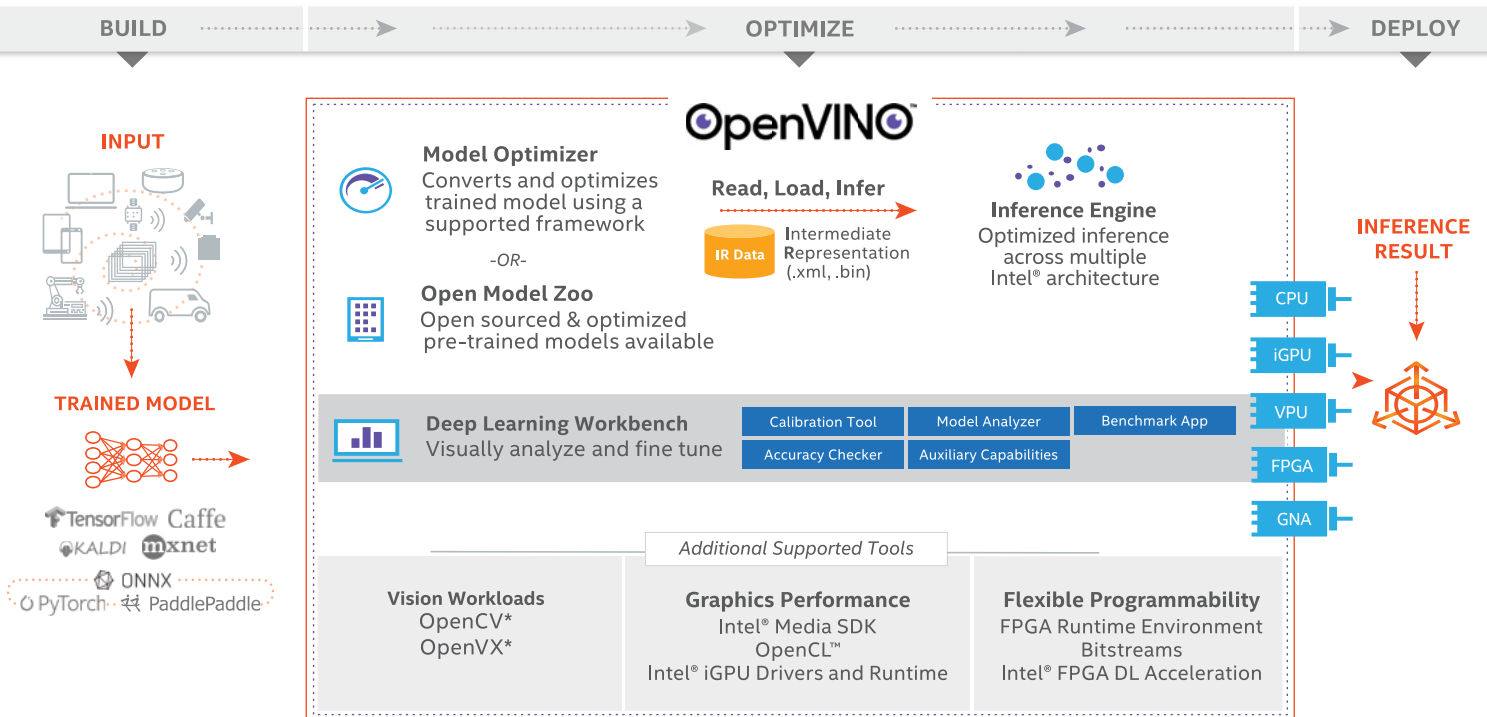 BUILD
OPTIMIZE
DEPLOY
INPUT
TRAINED MODEL
TensorFlow Caffe
KALDI mxnet
ONNX
PyTorch PaddlePaddle
OpenVINO™
Model Optimizer
Converts and optimizes
trained model using a
supported framework
-OR-
Open Model Zoo
Open sourced & optimized
pre-trained models available
Read, Load, Infer
IR Data
Intermediate
Representation
(.xml, .bin)
Inference Engine
Optimized inference
across multiple
Intel® architecture
Deep Learning Workbench
Visually analyze and fine tune
Calibration Tool
Model Analyzer
Benchmark App
Accuracy Checker
Auxiliary Capabilities
CPU
iGPU
VPU
FPGA
GNA
INFERENCE
RESULT
Additional Supported Tools
Vision Workloads
OpenCV*
OpenVX*
Graphics Performance
Intel® Media SDK
OpenCL™
Intel® iGPU Drivers and Runtime
Flexible Programmability
FPGA Runtime Environment
Bitstreams
Intel® FPGA DL Acceleration